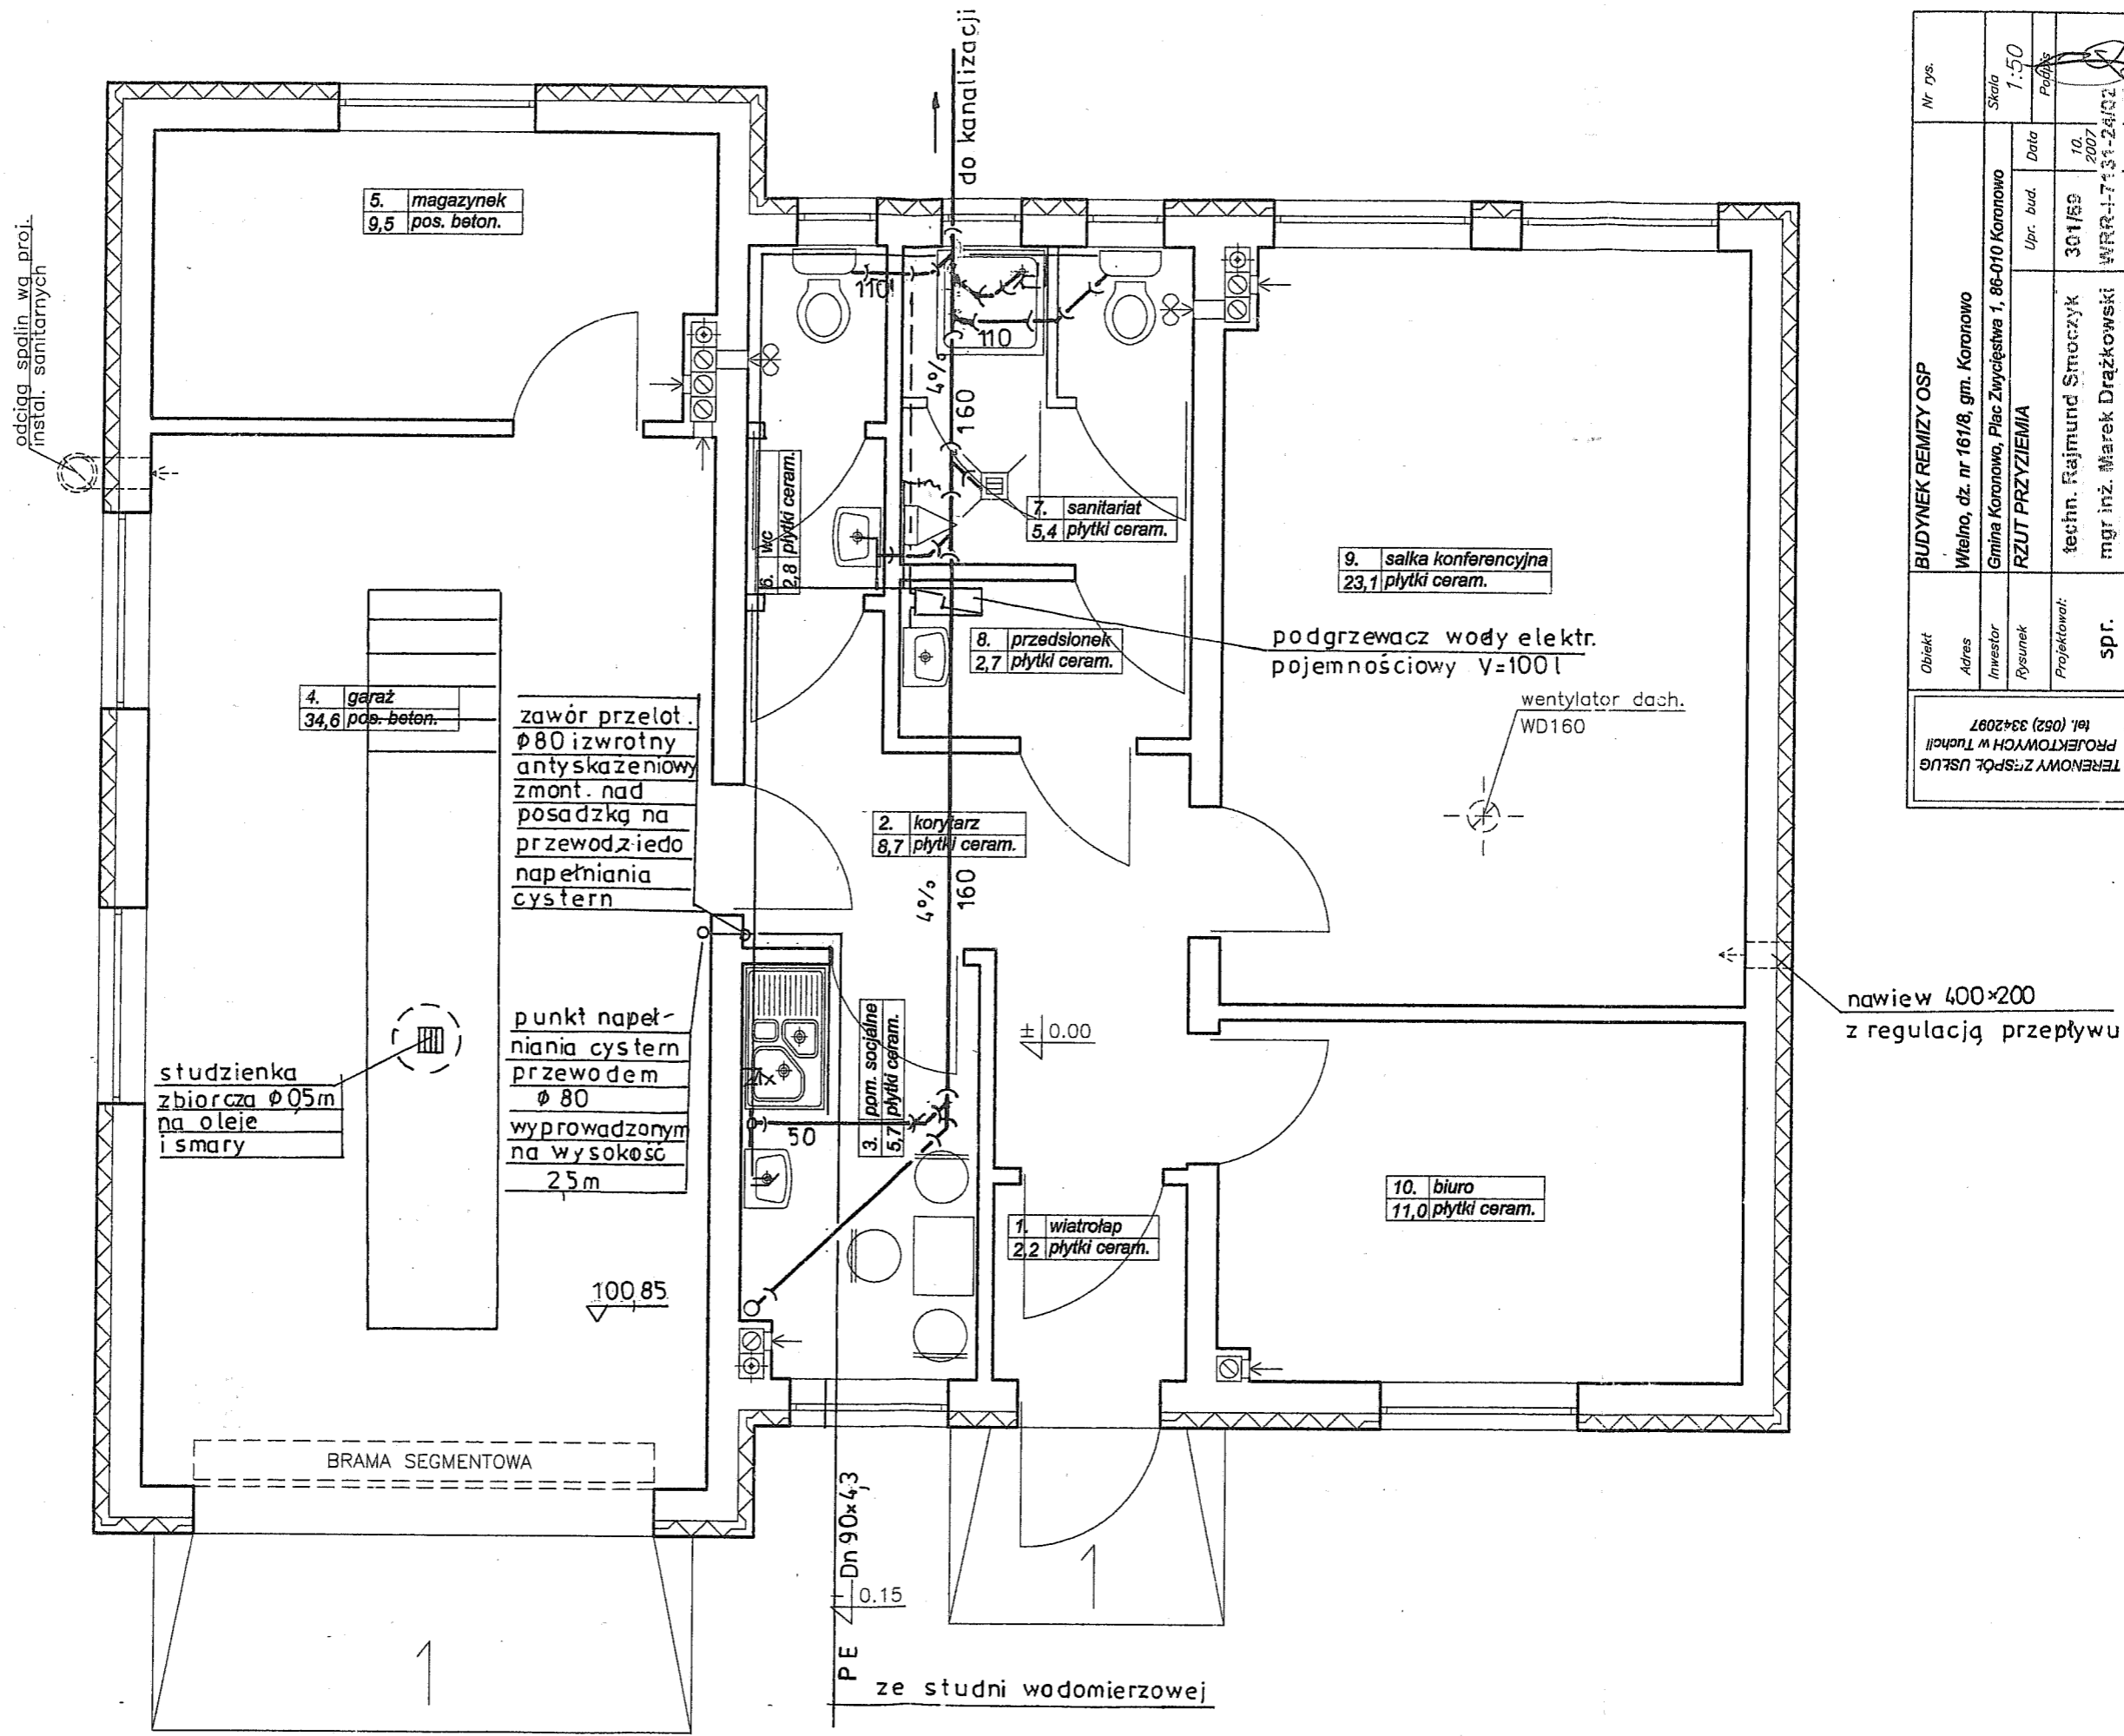 do kanalizacji
odciąg spalin wg proj.
instal. sanitarnych
5. magazynek
9,5 pos. beton.
110
110
4%
160
6. wc
2,8 płytki ceram.
7. sanitariat
5,4 płytki ceram.
9. salka konferencyjna
23,1 płytki ceram.
8. przedsionek
2,7 płytki ceram.
podgrzewacz wody elektr.
pojemnościowy V=100l
wentylator dach.
WD160
4. garaż
34,6 pos. beton.
zawór przelot.
Φ80 izwrotny
antyskażeniowy
zmont. nad
posadzką na
przewodziedo
napełniania
cystern
2. korytarz
8,7 płytki ceram.
4%
160
punkt napeł-
niania cystern
przewodem
Φ 80
wyprowadzonym
na wysokość
2,5m
studzienka
zbiorcza Φ 0,5m
na oleje
i smary
3. pom. socjalne
5,7 płytki ceram.
50
± 0.00
nawiew 400×200
z regulacją przepływu
10. biuro
11,0 płytki ceram.
1. wiatrołap
2,2 płytki ceram.
100,85
BRAMA SEGMENTOWA
PE Dn 90×4,3
- 0.15
ze studni wodomierzowej
1
1
Obiekt BUDYNEK REMIZY OSP Nr rys.
Adres Wielno, dz. nr 161/8, gm. Koronowo
Inwestor Gmina Koronowo, Plac Zwycięstwa 1, 86-010 Koronowo Skala
Rysunek RZUT PRZYZIEMIA 1:50
Upr. bud. Data Podpis
Projektował: techn. Rajmund Smoczyk 301/69 10. 2007
spr. mgr inż. Marek Drążkowski WRR-I-7131-24/02
TERENOWY ZESPÓŁ USŁUG
PROJEKTOWYCH w Tucholi
tel. (052) 3342097